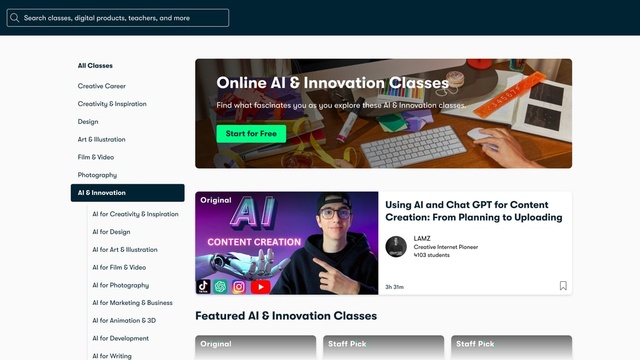 Search classes, digital products, teachers, and more
All Classes
Creative Career
Creativity & Inspiration
Design
Art & Illustration
Film & Video
Photography
AI & Innovation
AI for Creativity & Inspiration
AI for Design
AI for Art & Illustration
AI for Film & Video
AI for Photography
AI for Marketing & Business
AI for Animation & 3D
AI for Development
AI for Writing
Online AI & Innovation Classes
Find what fascinates you as you explore these AI & Innovation classes.
Start for Free
Original
AI
CONTENT CREATION
Using AI and Chat GPT for Content
Creation: From Planning to Uploading
LAMZ
Creative Internet Pioneer
4103 students
3h 31m
Featured AI & Innovation Classes
Original
Staff Pick
Staff Pick